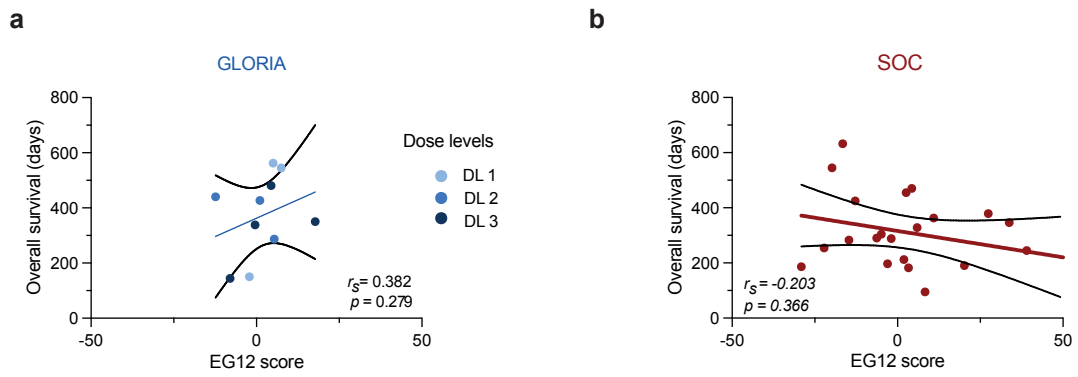 a
GLORIA
800
600
400
200
0
Overall survival (days)
-50
0
50
EG12 score
Dose levels
DL 1
DL 2
DL 3
rS= 0.382
p = 0.279
b
SOC
800
600
400
200
0
Overall survival (days)
-50
0
50
EG12 score
rS= -0.203
p = 0.366